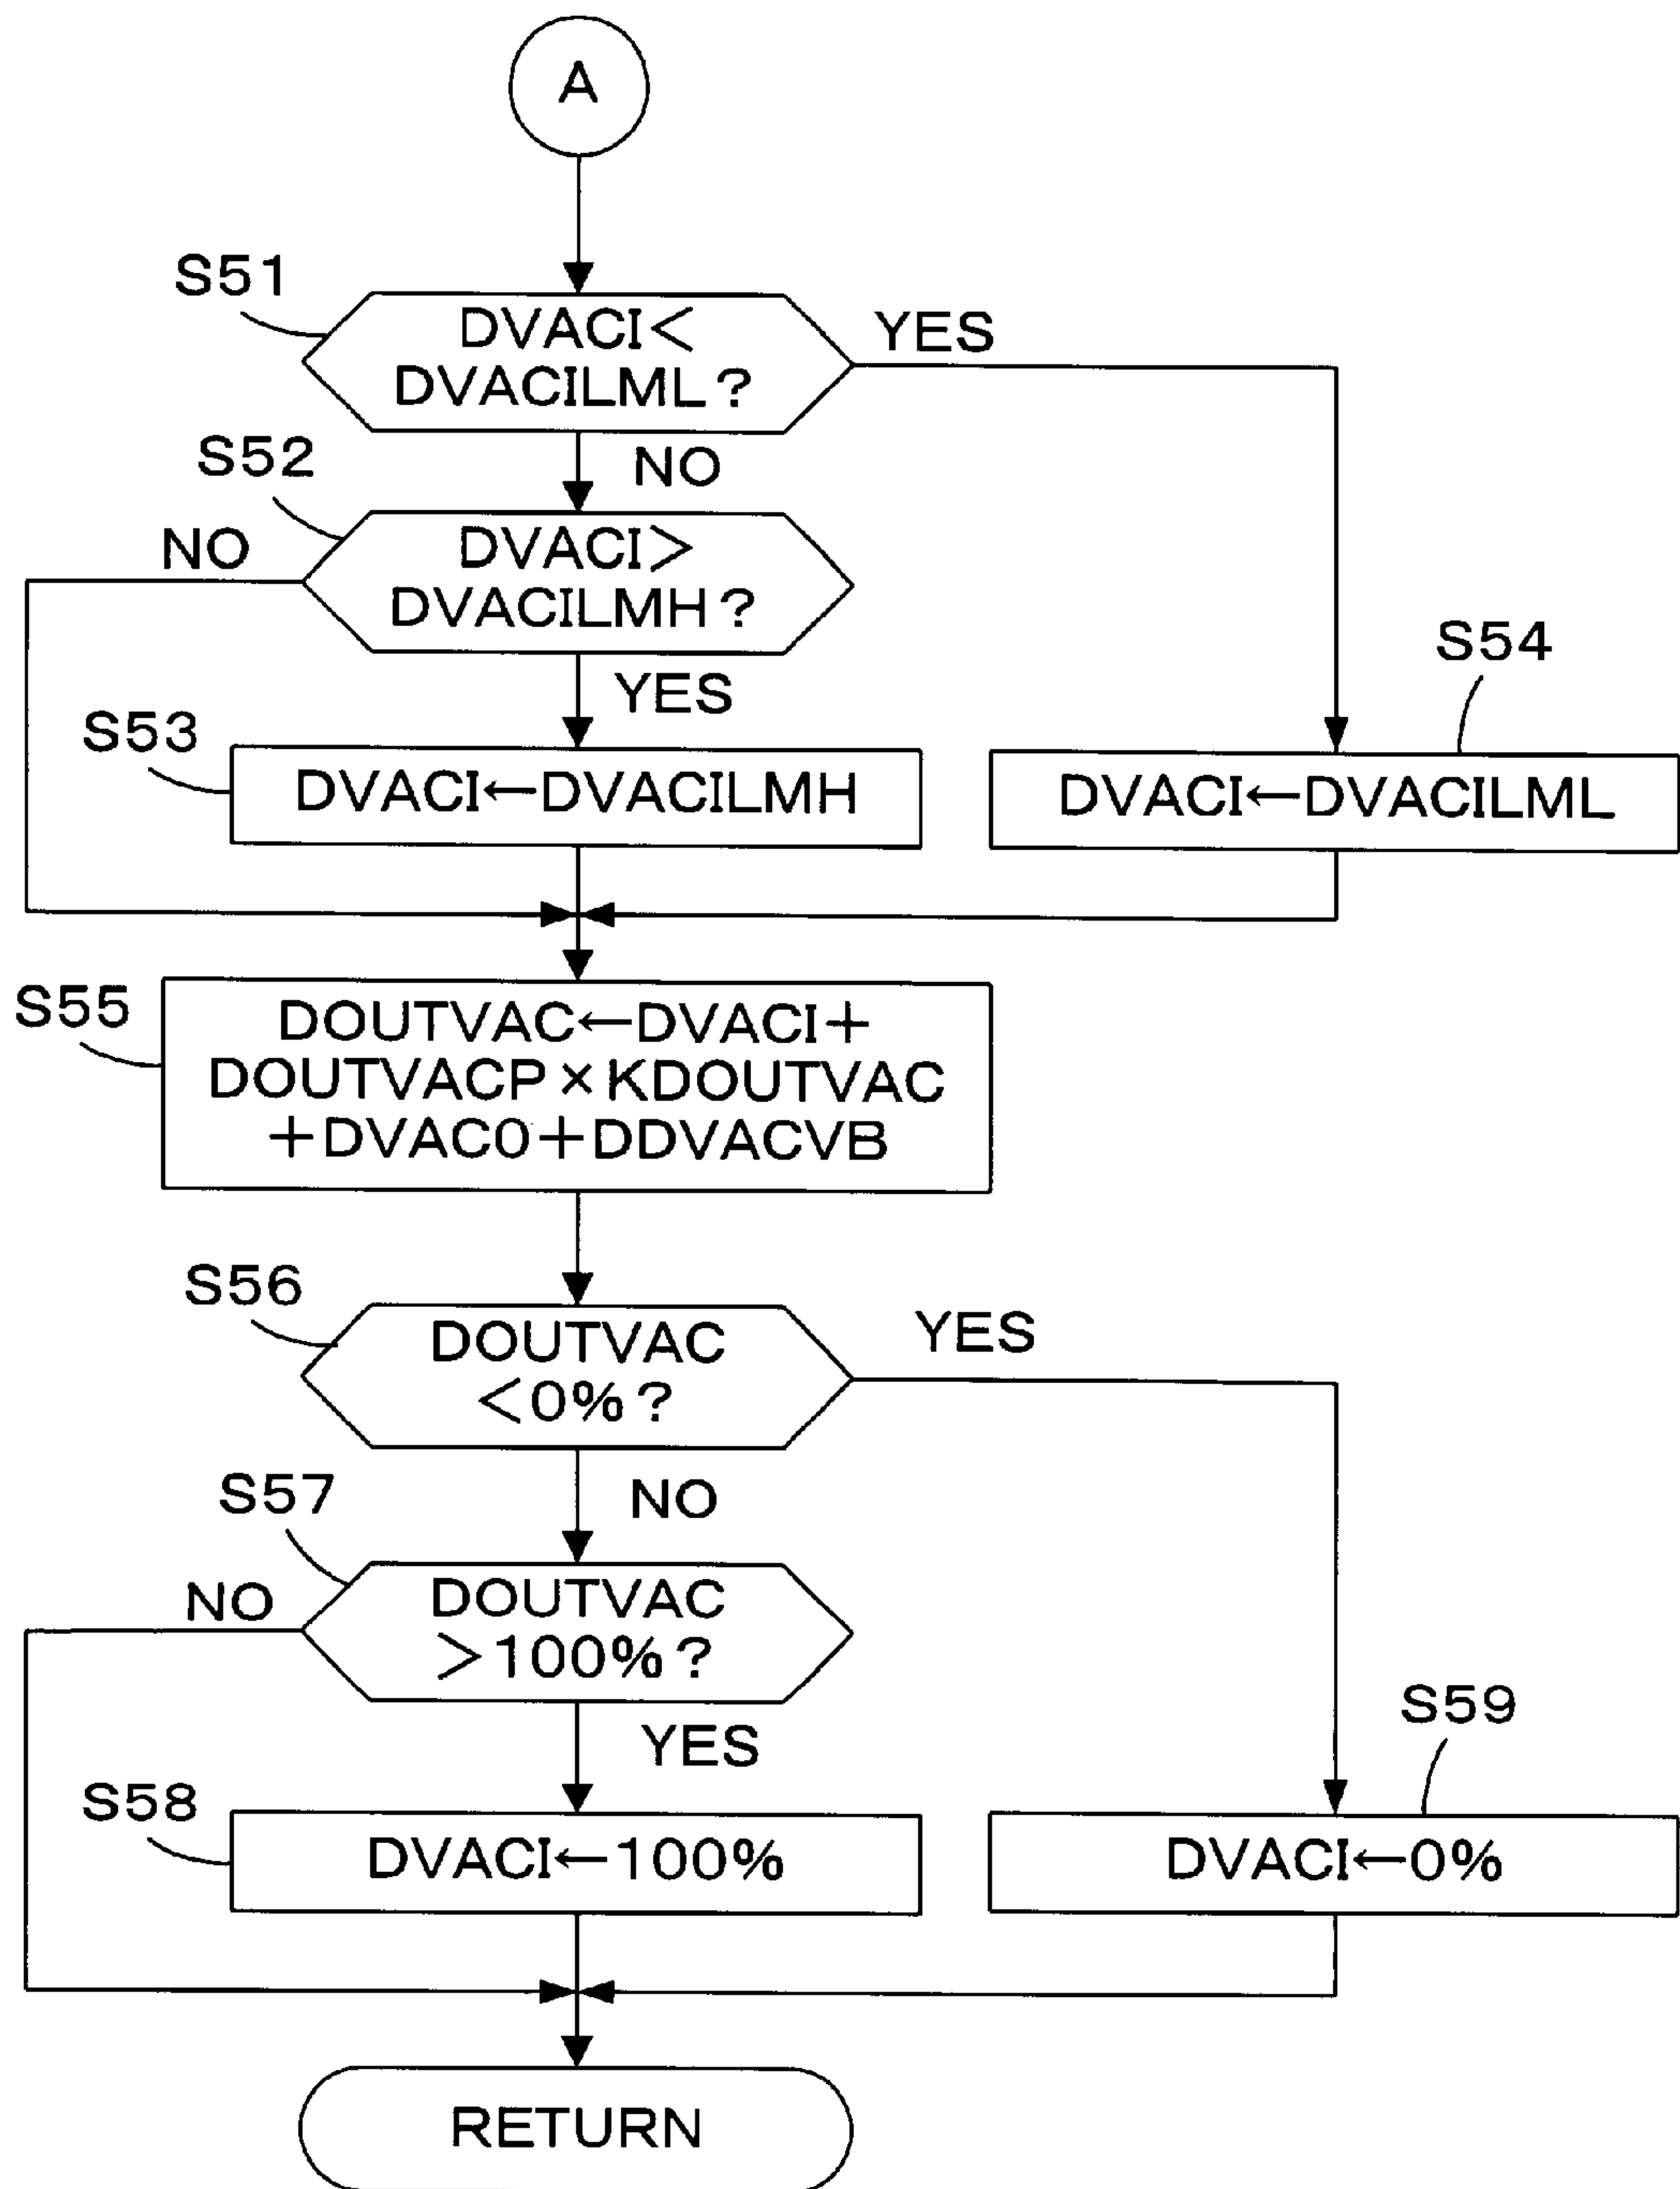 A
S51
DVACI<
DVACILML?
YES
NO
S52
NO
DVACI>
DVACILMH?
YES
S53
DVACI←DVACILMH
S54
DVACI←DVACILML
S55
DOUTVAC←DVACI+
DOUTVACP×KDOUTVAC
+DVAC0+DDVACVB
S56
DOUTVAC
<0%?
YES
NO
S57
NO
DOUTVAC
>100%?
YES
S58
DVACI←100%
S59
DVACI←0%
RETURN